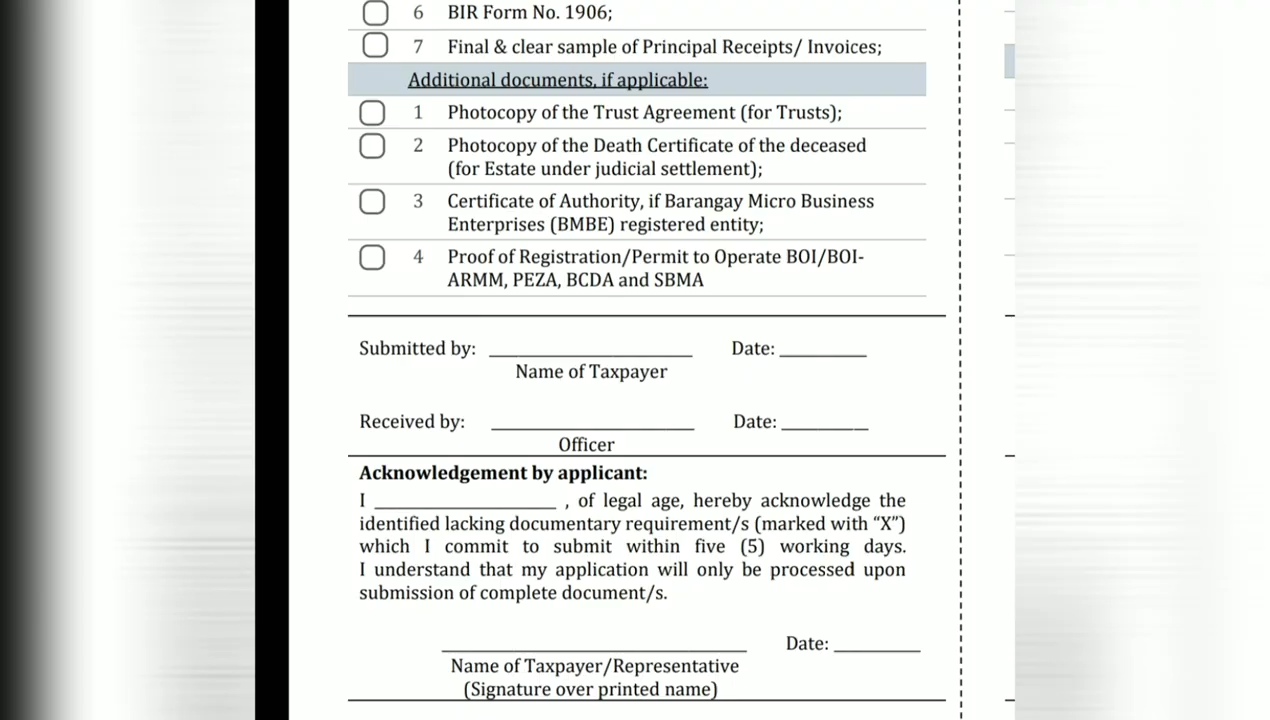 6 BIR Form No. 1906;
7 Final & clear sample of Principal Receipts/ Invoices;
Additional documents, if applicable:
1 Photocopy of the Trust Agreement (for Trusts);
2 Photocopy of the Death Certificate of the deceased
(for Estate under judicial settlement);
3 Certificate of Authority, if Barangay Micro Business
Enterprises (BMBE) registered entity;
4 Proof of Registration/Permit to Operate BOI/BOI-
ARMM, PEZA, BCDA and SBMA
Submitted by: ____________________ Date: _________
Name of Taxpayer
Received by: ____________________ Date: _________
Officer
Acknowledgement by applicant:
I __________________ , of legal age, hereby acknowledge the
identified lacking documentary requirement/s (marked with “X”)
which I commit to submit within five (5) working days.
I understand that my application will only be processed upon
submission of complete document/s.
______________________________ Date: _________
Name of Taxpayer/Representative
(Signature over printed name)